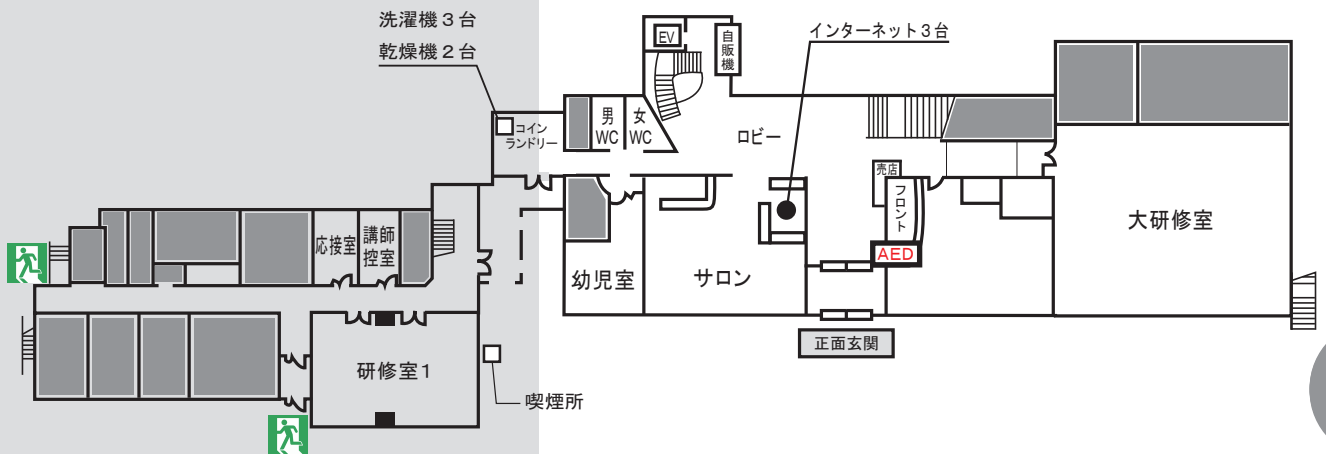 洗濯機3台
乾燥機2台
EV
自販機
インターネット3台
コイン
ランドリー
男
WC
女
WC
ロビー
売店
フロント
AED
大研修室
応接室
講師
控室
幼児室
サロン
正面玄関
研修室1
喫煙所